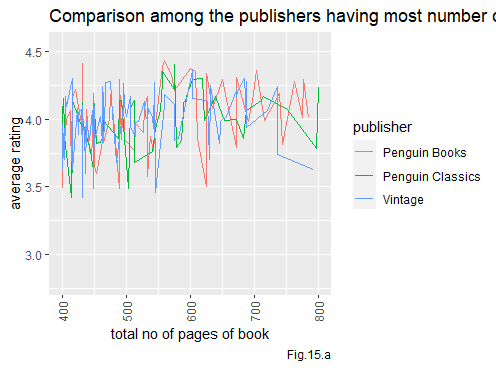 Comparison among the publishers having most number
4.5
4.0
3.5
3.0
average rating
400
500
600
700
800
total no of pages of book
publisher
Penguin Books
Penguin Classics
Vintage
Fig.15.a